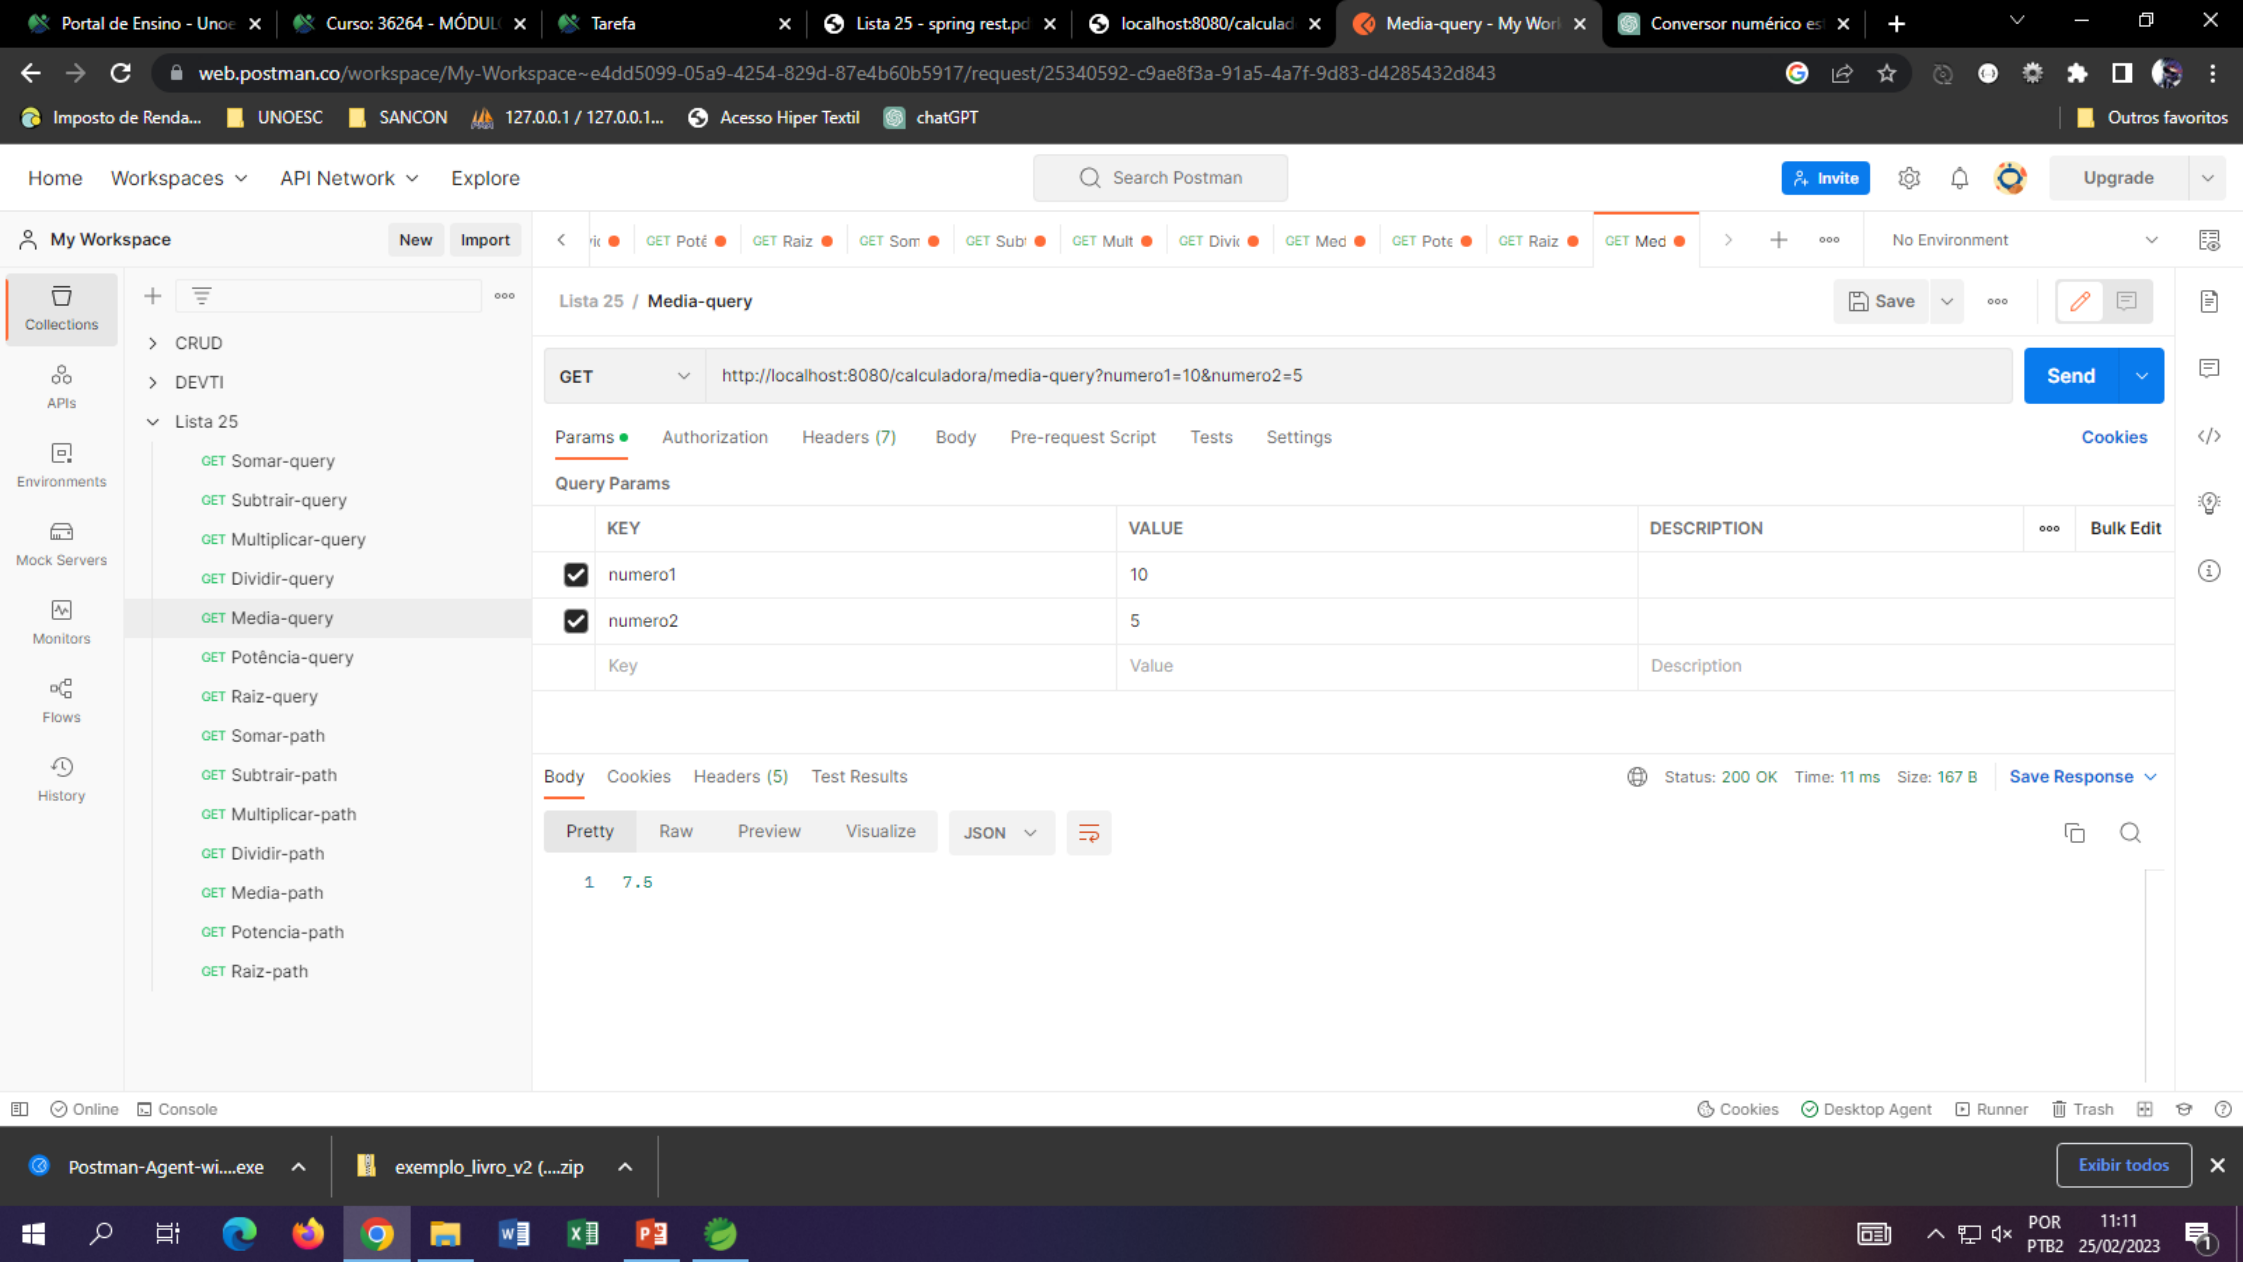 Portal de Ensino - Unoe
Curso: 36264 - MÓDUL
Tarefa
Lista 25 - spring rest.pd
localhost:8080/calculad
Media-query - My Work
Conversor numérico es
web.postman.co/workspace/My-Workspace~e4dd5099-05a9-4254-829d-87e4b60b5917/request/25340592-c9ae8f3a-91a5-4a7f-9d83-d4285432d843
Imposto de Renda...
UNOESC
SANCON
127.0.0.1 / 127.0.0.1...
Acesso Hiper Textil
chatGPT
Outros favoritos
Home
Workspaces
API Network
Explore
Search Postman
Invite
Upgrade
My Workspace
New
Import
GET Potê
GET Raiz
GET Som
GET Subt
GET Mult
GET Divi
GET Med
GET Pote
GET Raiz
GET Med
No Environment
Collections
APIs
Environments
Mock Servers
Monitors
Flows
History
CRUD
DEVTI
Lista 25
GET Somar-query
GET Subtrair-query
GET Multiplicar-query
GET Dividir-query
GET Media-query
GET Potência-query
GET Raiz-query
GET Somar-path
GET Subtrair-path
GET Multiplicar-path
GET Dividir-path
GET Media-path
GET Potencia-path
GET Raiz-path
Lista 25 / Media-query
Save
GET
http://localhost:8080/calculadora/media-query?numero1=10&numero2=5
Send
Params
Authorization
Headers (7)
Body
Pre-request Script
Tests
Settings
Cookies
Query Params
KEY
VALUE
DESCRIPTION
Bulk Edit
numero1
10
numero2
5
Key
Value
Description
Body
Cookies
Headers (5)
Test Results
Status: 200 OK
Time: 11 ms
Size: 167 B
Save Response
Pretty
Raw
Preview
Visualize
JSON
1 7.5
Online
Console
Cookies
Desktop Agent
Runner
Trash
Postman-Agent-wi....exe
exemplo_livro_v2 (....zip
Exibir todos
POR
PTB2
11:11
25/02/2023
1